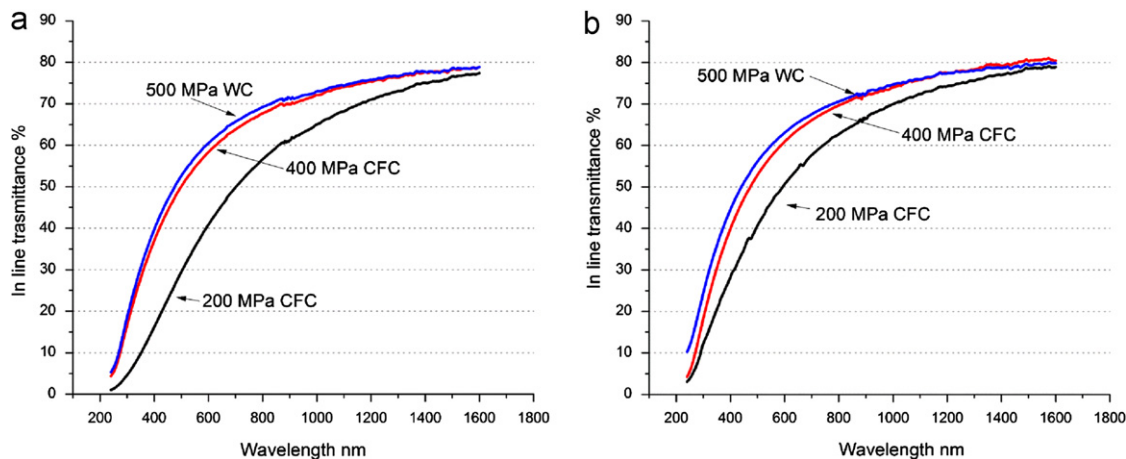 a
90
80
70
60
50
40
30
20
10
0
In line trasmittance %
500 MPa WC
400 MPa CFC
200 MPa CFC
200 400 600 800 1000 1200 1400 1600 1800
Wavelength nm
b
90
80
70
60
50
40
30
20
10
0
In line transmittance %
500 MPa WC
400 MPa CFC
200 MPa CFC
200 400 600 800 1000 1200 1400 1600 1800
Wavelength nm